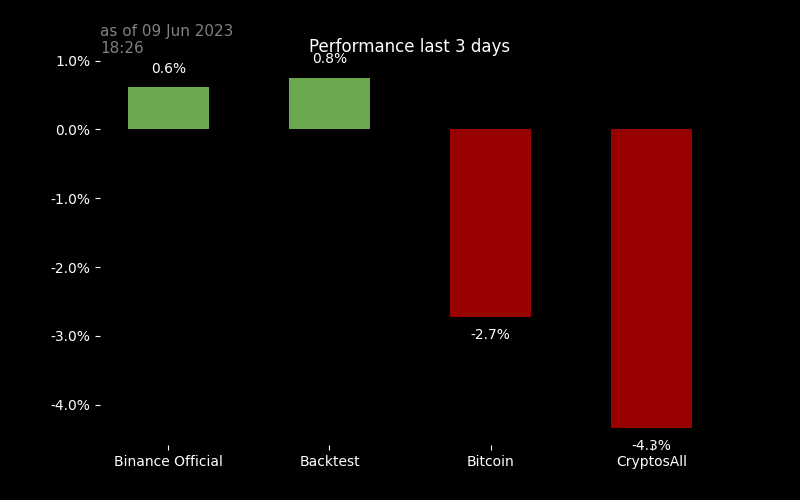 as of 09 Jun 2023
18:26
Performance last 3 days
1.0%
0.6%
0.8%
0.0%
-1.0%
-2.0%
-3.0%
-2.7%
-4.0%
-4.3%
Binance Official
Backtest
Bitcoin
CryptosAll